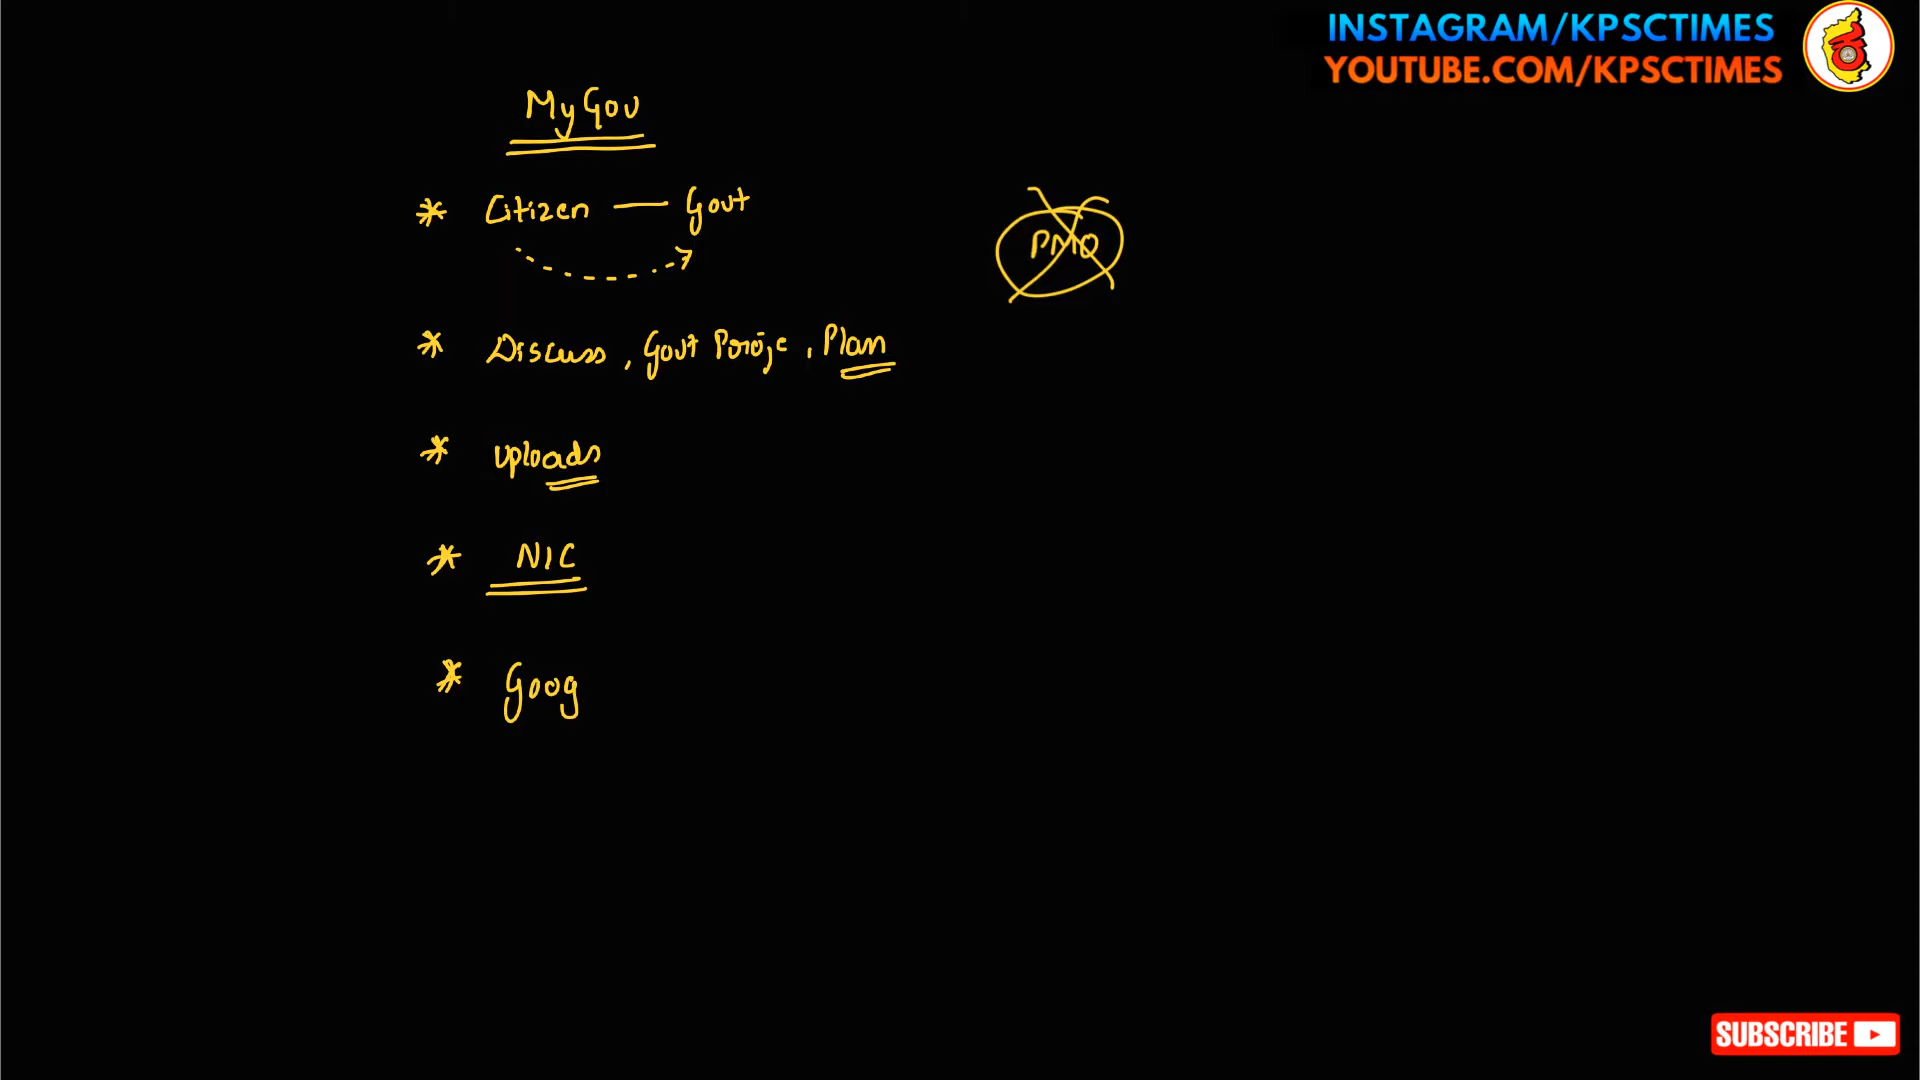 INSTAGRAM/KPSCTIMES
YOUTUBE.COM/KPSCTIMES
MyGov
* Citizen — Govt
PMO
* Discuss, Govt Proje, Plan
* Uploads
* NIC
* Goog
SUBSCRIBE